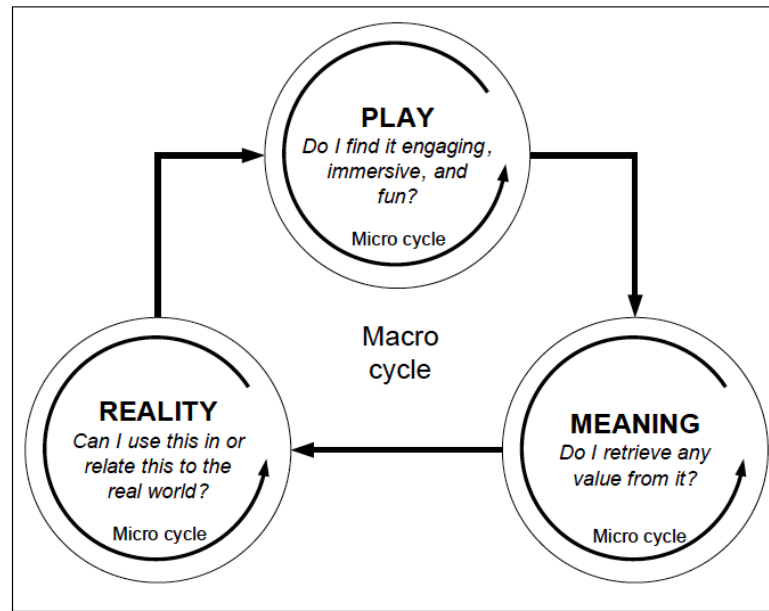 PLAY
Do I find it engaging,
immersive, and
fun?
Micro cycle
Macro
cycle
REALITY
Can I use this in or
relate this to the
real world?
Micro cycle
MEANING
Do I retrieve any
value from it?
Micro cycle